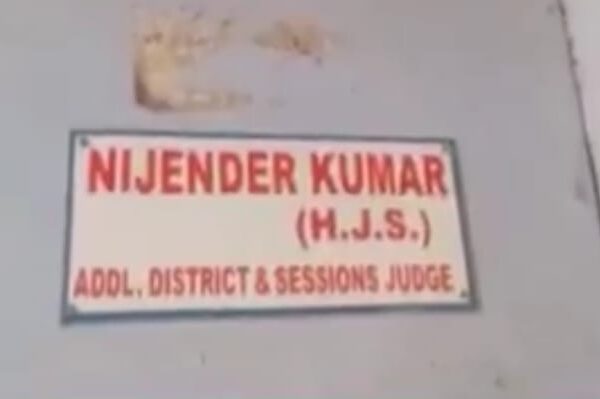 NIJENDER KUMAR
(H.J.S.)
ADDL. DISTRICT & SESSIONS JUDGE